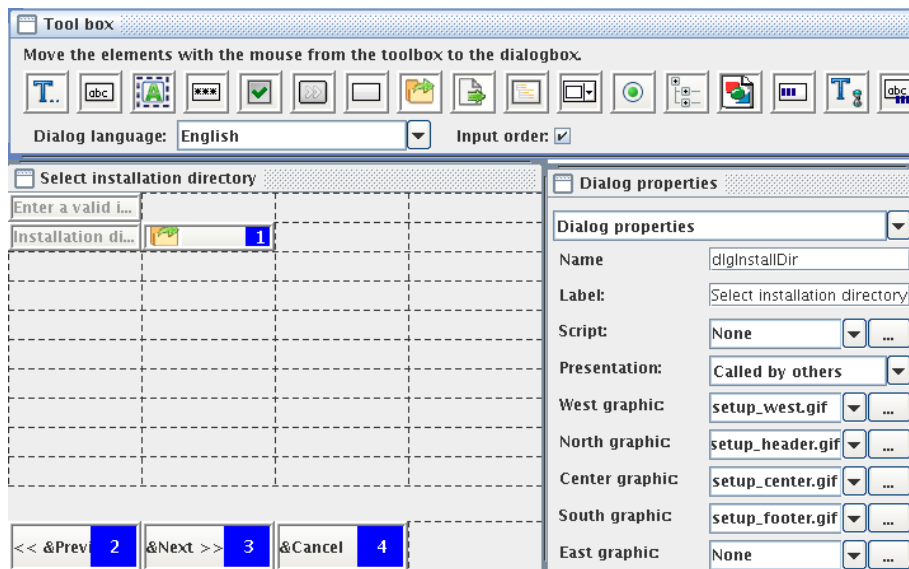 Tool box
Move the elements with the mouse from the toolbox to the dialogbox.
T.. abc A *** T abc
Dialog language: English Input order:
Select installation directory
Enter a valid i...
Installation di... 1
<< &Previ 2 &Next >> 3 &Cancel 4
Dialog properties
Dialog properties
Name dlgInstallDir
Label: Select installation directory
Script: None ...
Presentation: Called by others
West graphic: setup_west.gif ...
North graphic: setup_header.gif ...
Center graphic: setup_center.gif ...
South graphic: setup_footer.gif ...
East graphic: None ...